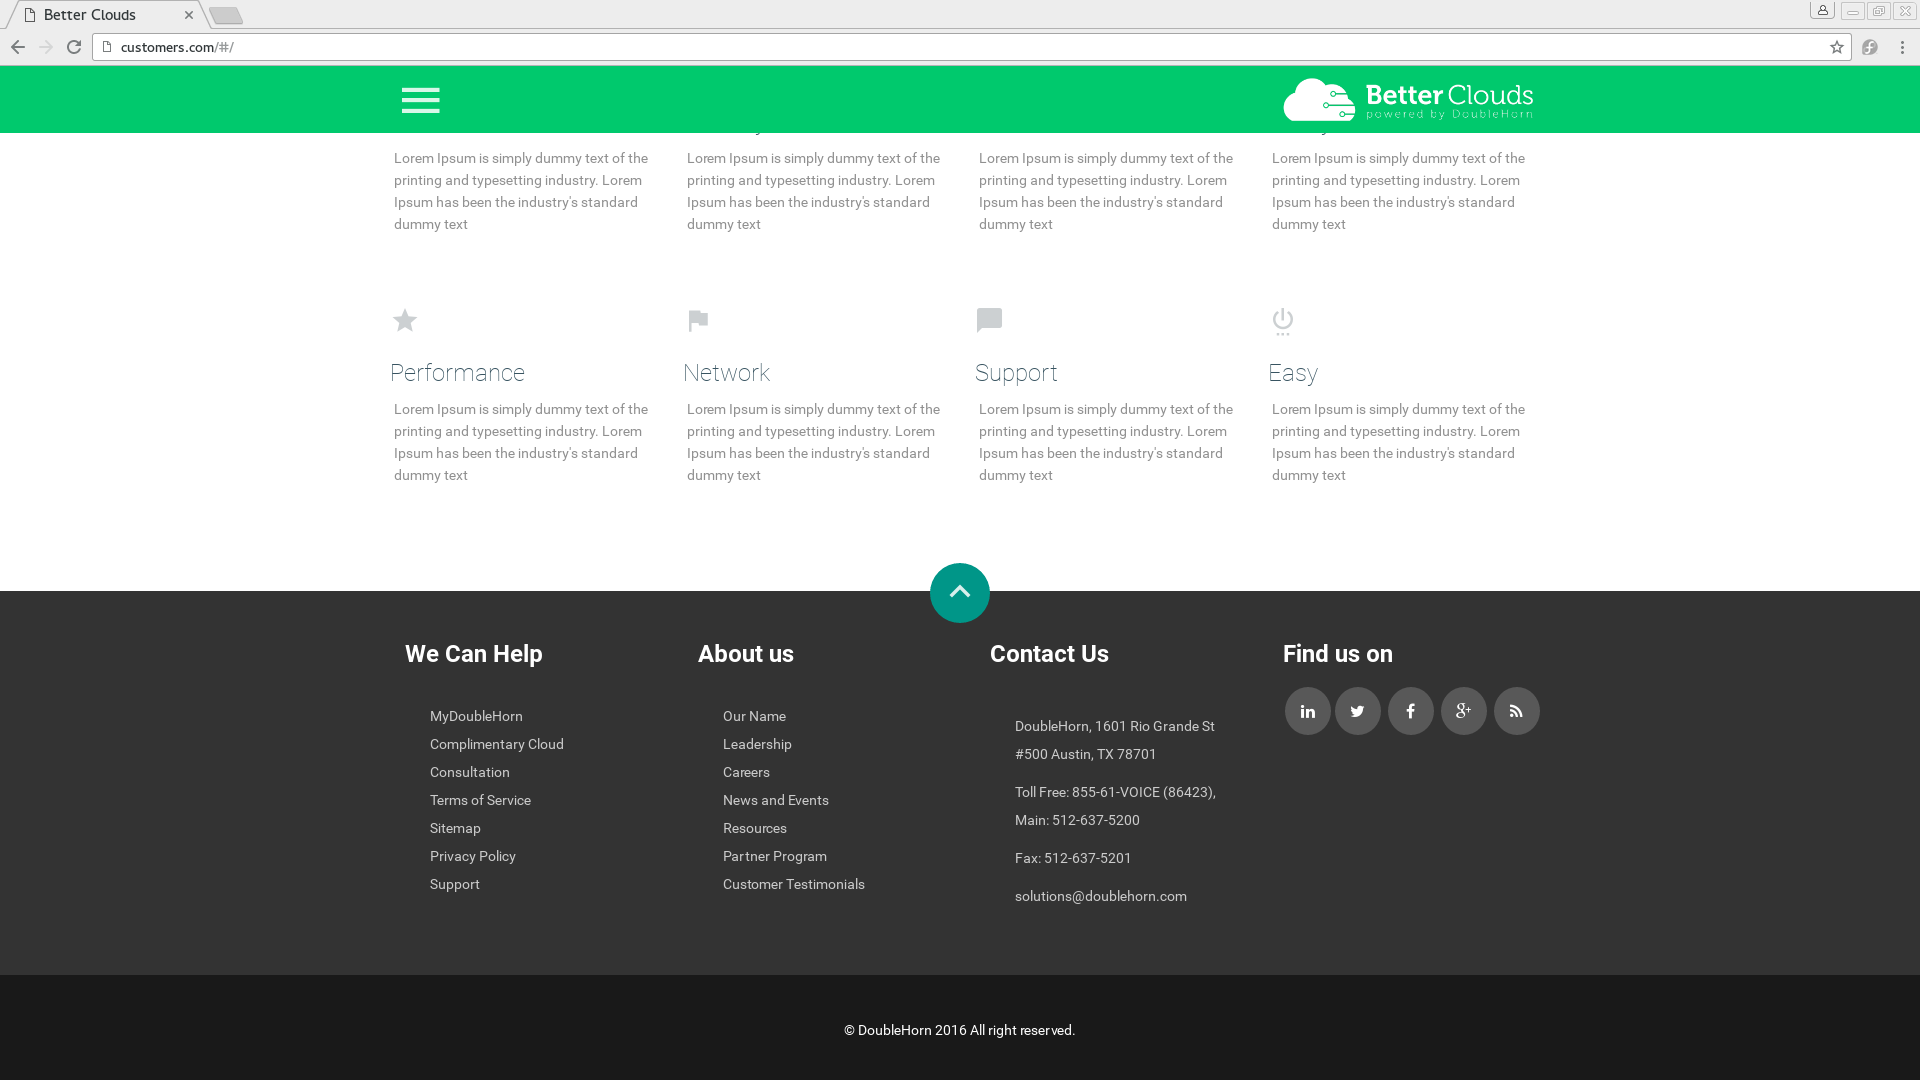 Better Clouds
customers.com/#/
Better Clouds
powered by DoubleHorn
Lorem Ipsum is simply dummy text of the
printing and typesetting industry. Lorem
Ipsum has been the industry's standard
dummy text
Lorem Ipsum is simply dummy text of the
printing and typesetting industry. Lorem
Ipsum has been the industry's standard
dummy text
Lorem Ipsum is simply dummy text of the
printing and typesetting industry. Lorem
Ipsum has been the industry's standard
dummy text
Lorem Ipsum is simply dummy text of the
printing and typesetting industry. Lorem
Ipsum has been the industry's standard
dummy text
Performance
Lorem Ipsum is simply dummy text of the
printing and typesetting industry. Lorem
Ipsum has been the industry's standard
dummy text
Network
Lorem Ipsum is simply dummy text of the
printing and typesetting industry. Lorem
Ipsum has been the industry's standard
dummy text
Support
Lorem Ipsum is simply dummy text of the
printing and typesetting industry. Lorem
Ipsum has been the industry's standard
dummy text
Easy
Lorem Ipsum is simply dummy text of the
printing and typesetting industry. Lorem
Ipsum has been the industry's standard
dummy text
We Can Help
MyDoubleHorn
Complimentary Cloud
Consultation
Terms of Service
Sitemap
Privacy Policy
Support
About us
Our Name
Leadership
Careers
News and Events
Resources
Partner Program
Customer Testimonials
Contact Us
DoubleHorn, 1601 Rio Grande St
#500 Austin, TX 78701
Toll Free: 855-61-VOICE (86423),
Main: 512-637-5200
Fax: 512-637-5201
solutions@doublehorn.com
Find us on
© DoubleHorn 2016 All right reserved.